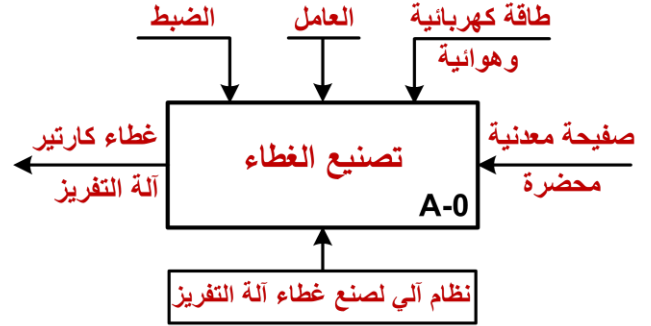 الضبط
العامل
طاقة كهربائية
وهوائية
صفيحة معدنية
محضرة
تصنيع الغطاء
A-0
غطاء كارتير
آلة التفريز
نظام آلي لصنع غطاء آلة التفريز